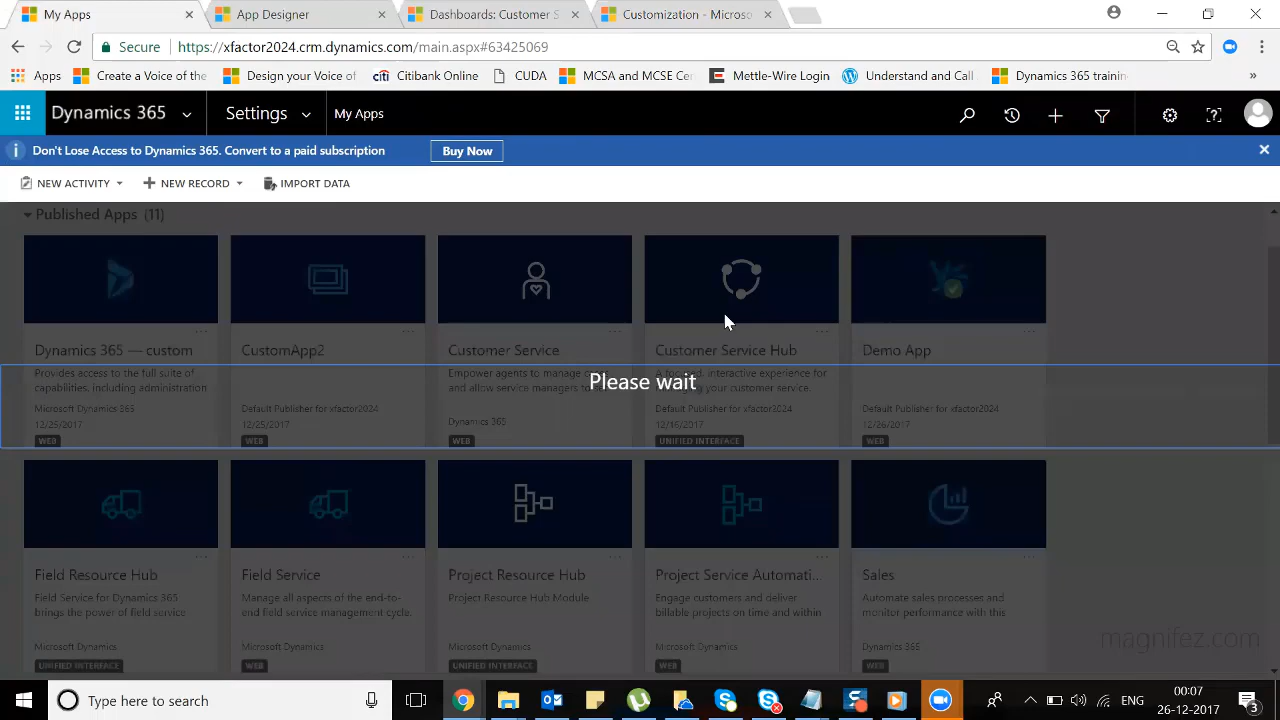 My Apps
App Designer
Dashboards: Customer S
Customization - Microso
Secure
https://xfactor2024.crm.dynamics.com/main.aspx#63425069
Apps
Create a Voice of the
Design your Voice of
citi
Citibank Online
CUDA
MCSA and MCSE Cer
Mettle-Wire Login
Understand and Call
Dynamics 365 training
»
Dynamics 365
Settings
My Apps
Don't Lose Access to Dynamics 365. Convert to a paid subscription
Buy Now
NEW ACTIVITY
NEW RECORD
IMPORT DATA
Published Apps (11)
Dynamics 365 — custom
Provides access to the full suite of
capabilities, including administration
Microsoft Dynamics 365
12/25/2017
WEB
CustomApp2
Default Publisher for xfactor2024
12/25/2017
WEB
Customer Service
Empower agents to manage
and allow service managers to
Dynamics 365
WEB
Customer Service Hub
A focused, interactive experience for
your customer service.
Default Publisher for xfactor2024
12/16/2017
UNIFIED INTERFACE
Demo App
Default Publisher for xfactor2024
12/26/2017
WEB
Please wait
Field Resource Hub
Field Service for Dynamics 365
brings the power of field service
Microsoft Dynamics
UNIFIED INTERFACE
Field Service
Manage all aspects of the end-to-
end field service management cycle.
Microsoft Dynamics
WEB
Project Resource Hub
Project Resource Hub Module
Microsoft Dynamics
UNIFIED INTERFACE
Project Service Automati...
Engage customers and deliver
billable projects on time and within
Microsoft Dynamics
WEB
Sales
Automate sales processes and
monitor performance with this
Dynamics 365
WEB
magnifez.com
Type here to search
ENG
00:07
26-12-2017
3